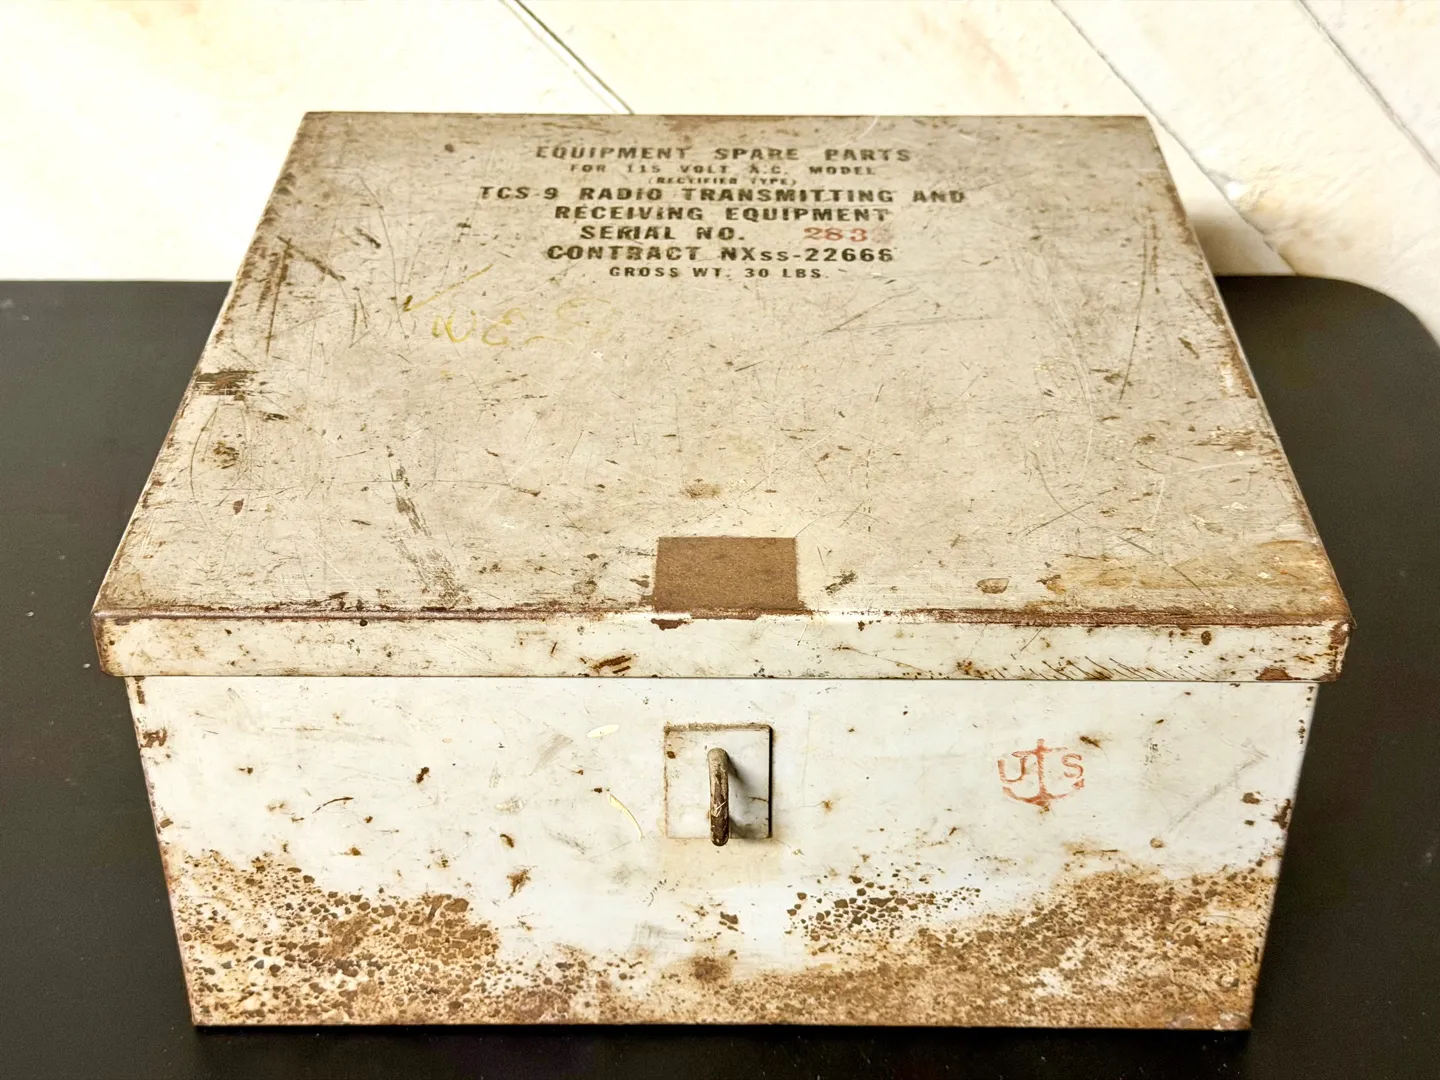 EQUIPMENT SPARE PARTS
FOR 115 VOLT A.C. MODEL
(RECTIFIER TYPE)
TCS-9 RADIO TRANSMITTING AND
RECEIVING EQUIPMENT
SERIAL NO. 283
CONTRACT NXss-22666
GROSS WT. 30 LBS.
U S